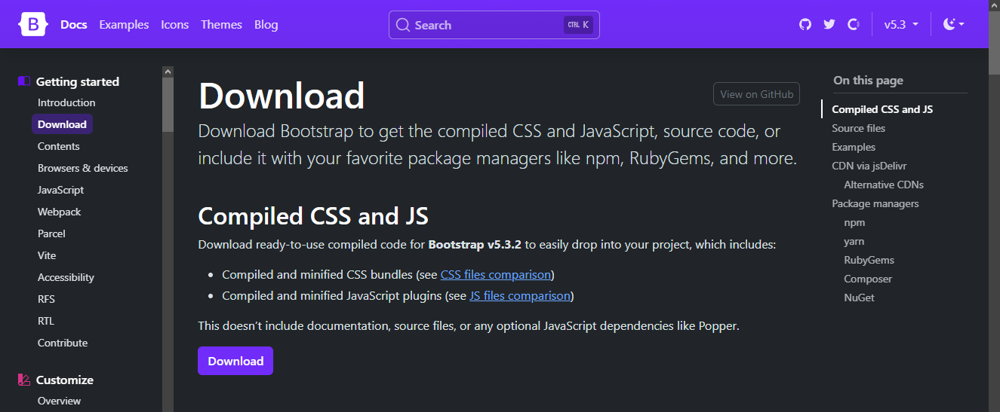 B Docs Examples Icons Themes Blog Search CTRL K v5.3
Getting started
Introduction
Download
Contents
Browsers & devices
JavaScript
Webpack
Parcel
Vite
Accessibility
RFS
RTL
Contribute
Customize
Overview
Download
View on GitHub
Download Bootstrap to get the compiled CSS and JavaScript, source code, or
include it with your favorite package managers like npm, RubyGems, and more.
Compiled CSS and JS
Download ready-to-use compiled code for Bootstrap v5.3.2 to easily drop into your project, which includes:
Compiled and minified CSS bundles (see CSS files comparison)
Compiled and minified JavaScript plugins (see JS files comparison)
This doesn’t include documentation, source files, or any optional JavaScript dependencies like Popper.
Download
On this page
Compiled CSS and JS
Source files
Examples
CDN via jsDelivr
Alternative CDNs
Package managers
npm
yarn
RubyGems
Composer
NuGet